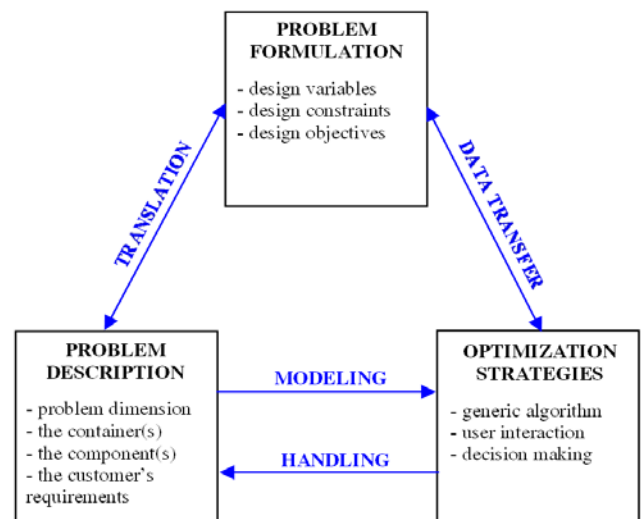 PROBLEM
FORMULATION
- design variables
- design constraints
- design objectives
TRANSLATION
DATA TRANSFER
PROBLEM
DESCRIPTION
- problem dimension
- the container(s)
- the component(s)
- the customer's
requirements
MODELING
HANDLING
OPTIMIZATION
STRATEGIES
- generic algorithm
- user interaction
- decision making